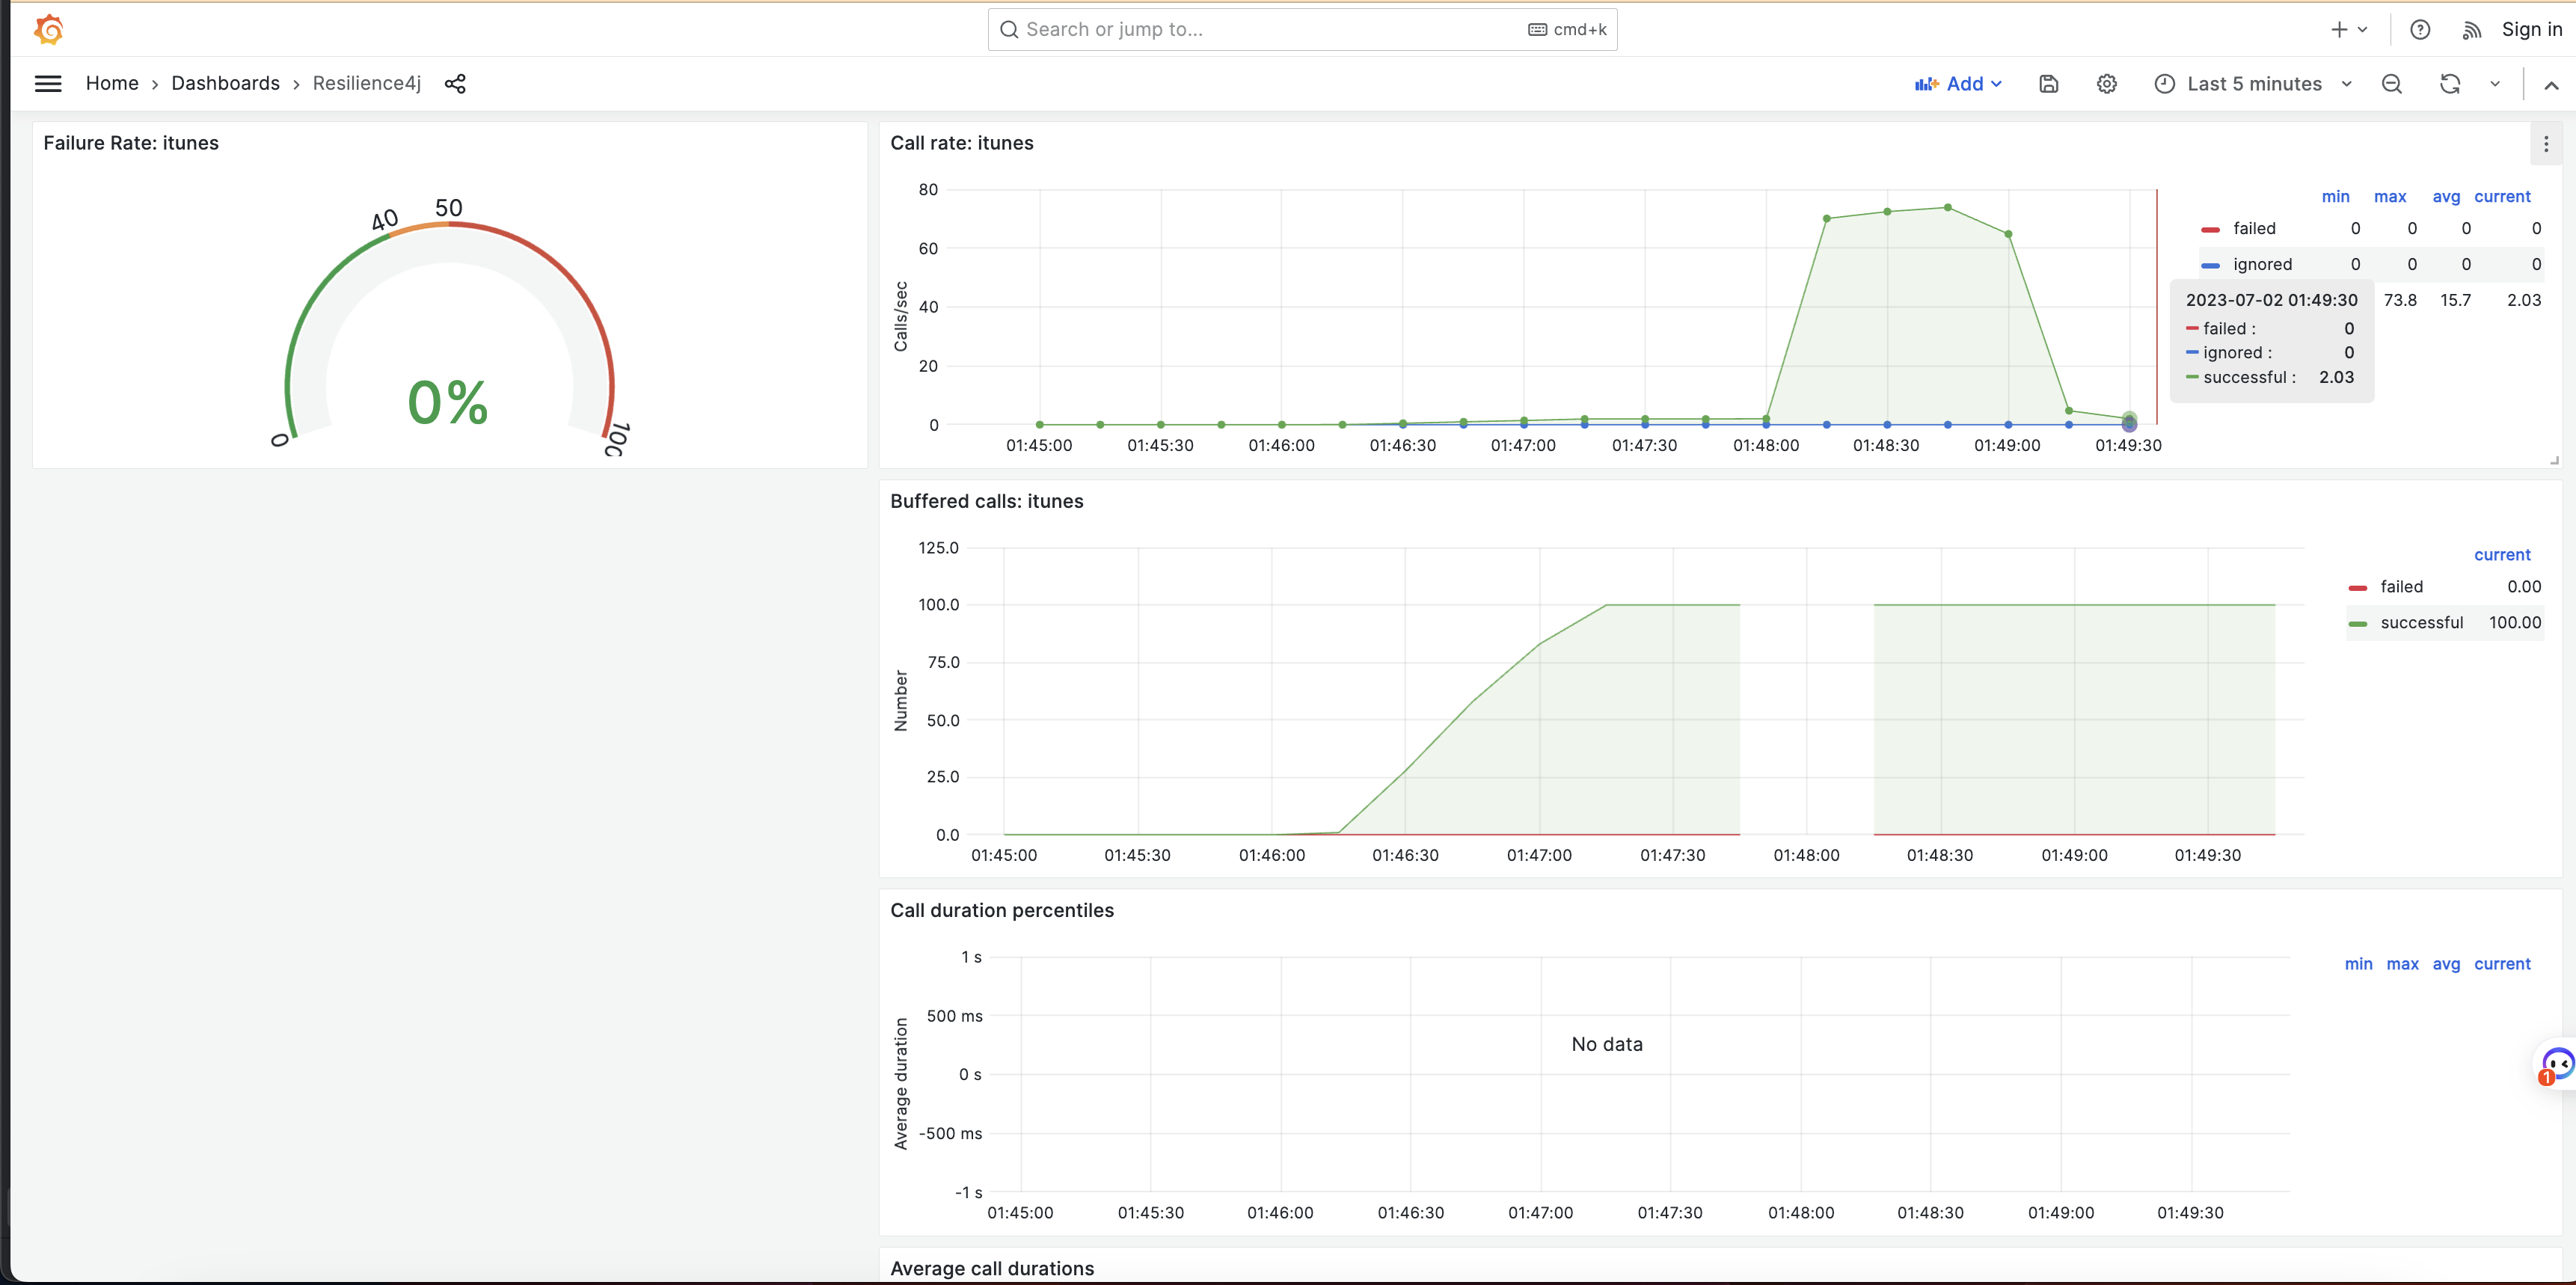 Search or jump to... cmd+k Sign in
Home › Dashboards › Resilience4j Add Last 5 minutes
Failure Rate: itunes
0 40 50 100
0%
Call rate: itunes
Calls/sec
80
60
40
20
0
01:45:00 01:45:30 01:46:00 01:46:30 01:47:00 01:47:30 01:48:00 01:48:30 01:49:00 01:49:30
min max avg current
failed 0 0 0 0
ignored 0 0 0 0
73.8 15.7 2.03
2023-07-02 01:49:30
failed : 0
ignored : 0
successful : 2.03
Buffered calls: itunes
Number
125.0
100.0
75.0
50.0
25.0
0.0
01:45:00 01:45:30 01:46:00 01:46:30 01:47:00 01:47:30 01:48:00 01:48:30 01:49:00 01:49:30
current
failed 0.00
successful 100.00
Call duration percentiles
Average duration
1 s
500 ms
0 s
-500 ms
-1 s
No data
01:45:00 01:45:30 01:46:00 01:46:30 01:47:00 01:47:30 01:48:00 01:48:30 01:49:00 01:49:30
min max avg current
1
Average call durations